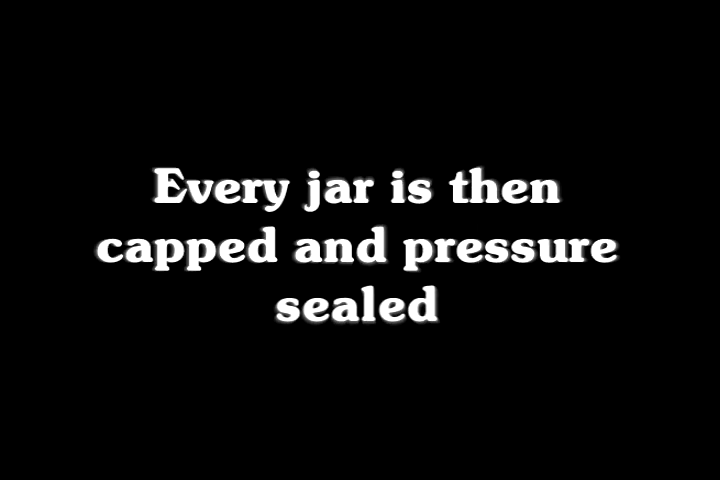 Every jar is then
capped and pressure
sealed